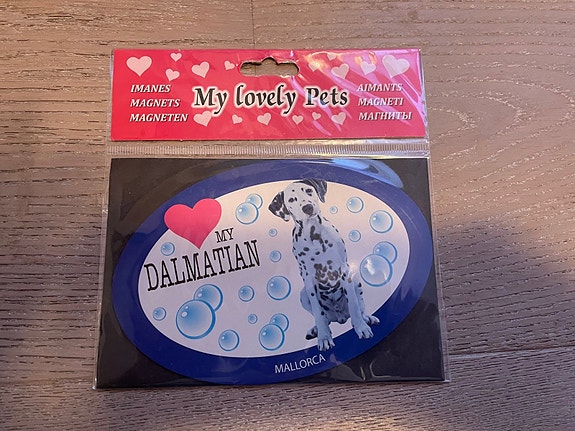 IMANES
MAGNETS
MAGNETEN
My lovely Pets
AIMANTS
MAGNETI
МАГНИТЫ
MY
DALMATIAN
MALLORCA